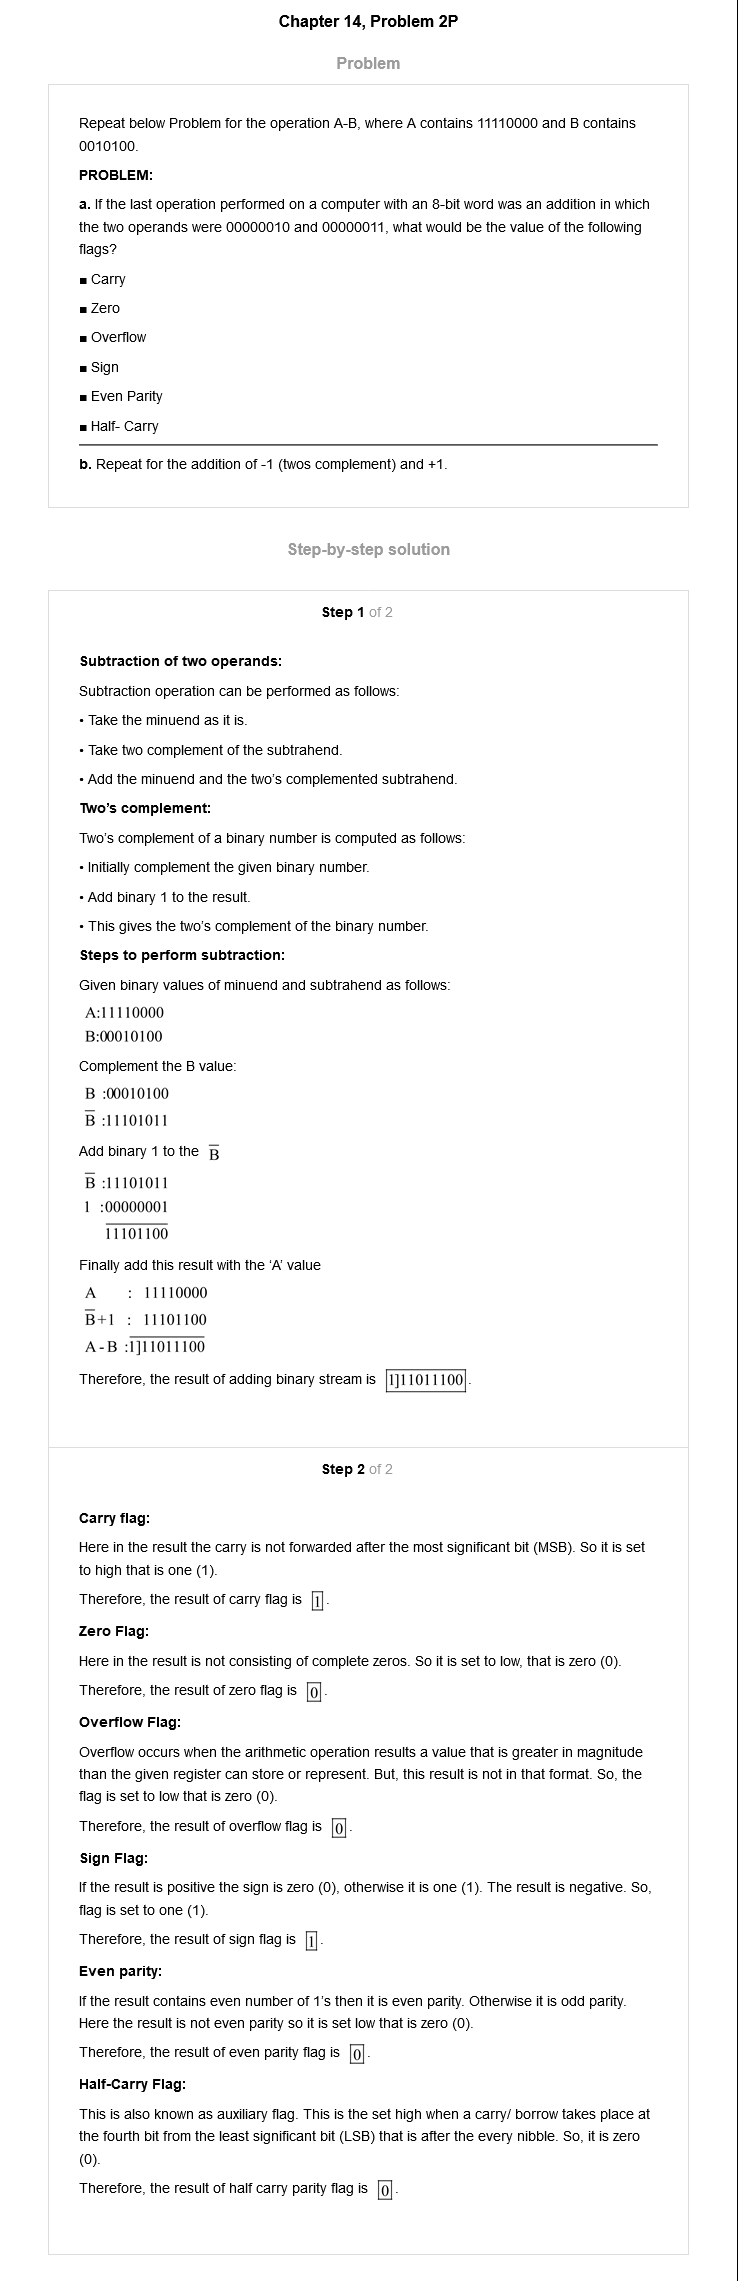 Chapter 14, Problem 2P
Problem
Repeat below Problem for the operation A-B, where A contains 11110000 and B contains
0010100.
PROBLEM:
a. If the last operation performed on a computer with an 8-bit word was an addition in which
the two operands were 00000010 and 00000011, what would be the value of the following
flags?
■ Carry
■ Zero
■ Overflow
■ Sign
■ Even Parity
■ Half- Carry
b. Repeat for the addition of -1 (twos complement) and +1.
Step-by-step solution
Step 1 of 2
Subtraction of two operands:
Subtraction operation can be performed as follows:
• Take the minuend as it is.
• Take two complement of the subtrahend.
• Add the minuend and the two's complemented subtrahend.
Two's complement:
Two's complement of a binary number is computed as follows:
• Initially complement the given binary number.
• Add binary 1 to the result.
• This gives the two's complement of the binary number.
Steps to perform subtraction:
Given binary values of minuend and subtrahend as follows:
A:11110000
B:00010100
Complement the B value:
B :00010100
B̅ :11101011
Add binary 1 to the B̅
B̅ :11101011
1 :00000001
11101100
Finally add this result with the ‘A’ value
A : 11110000
B̅+1 : 11101100
A-B :1]11011100
Therefore, the result of adding binary stream is 1]11011100.
Step 2 of 2
Carry flag:
Here in the result the carry is not forwarded after the most significant bit (MSB). So it is set
to high that is one (1).
Therefore, the result of carry flag is 1.
Zero Flag:
Here in the result is not consisting of complete zeros. So it is set to low, that is zero (0).
Therefore, the result of zero flag is 0.
Overflow Flag:
Overflow occurs when the arithmetic operation results a value that is greater in magnitude
than the given register can store or represent. But, this result is not in that format. So, the
flag is set to low that is zero (0).
Therefore, the result of overflow flag is 0.
Sign Flag:
If the result is positive the sign is zero (0), otherwise it is one (1). The result is negative. So,
flag is set to one (1).
Therefore, the result of sign flag is 1.
Even parity:
If the result contains even number of 1's then it is even parity. Otherwise it is odd parity.
Here the result is not even parity so it is set low that is zero (0).
Therefore, the result of even parity flag is 0.
Half-Carry Flag:
This is also known as auxiliary flag. This is the set high when a carry/ borrow takes place at
the fourth bit from the least significant bit (LSB) that is after the every nibble. So, it is zero
(0).
Therefore, the result of half carry parity flag is 0.